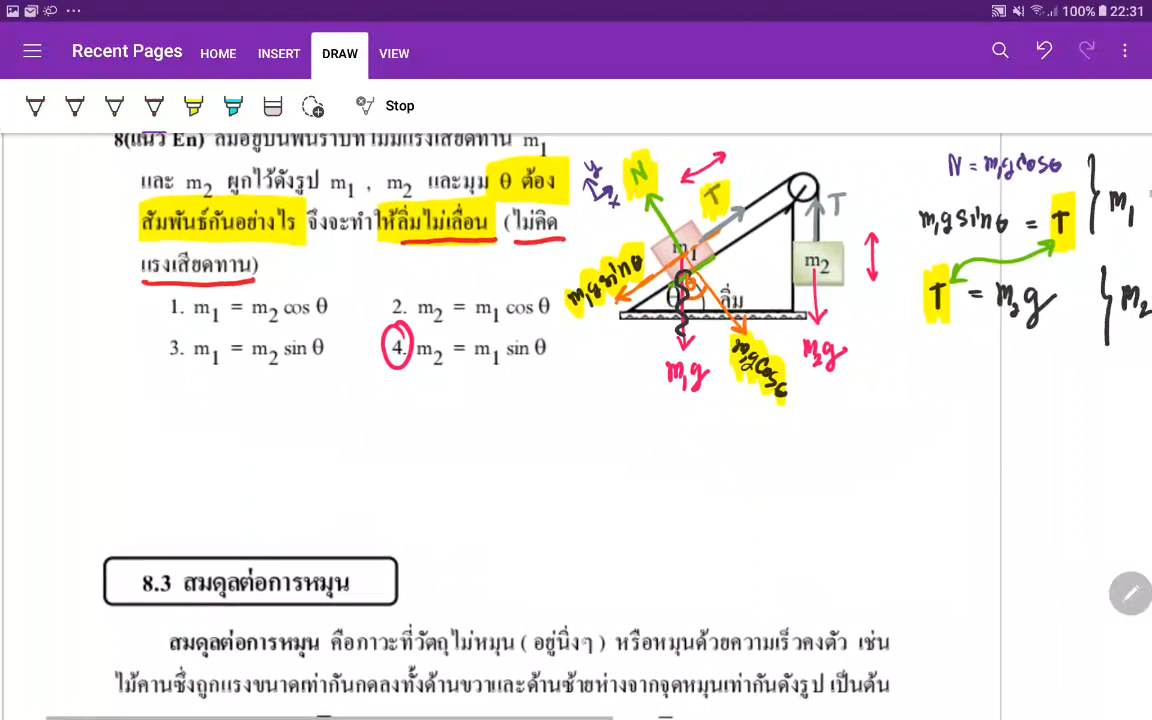 100% 22:31
Recent Pages HOME INSERT DRAW VIEW
Stop
8(แนว En) ลิ่มอยู่บนพื้นราบที่ไม่มีแรงเสียดทาน m1
และ m2 ผูกไว้ดังรูป m1 , m2 และมุม θ ต้อง
สัมพันธ์กันอย่างไร จึงจะทำให้ลิ่มไม่เลื่อน (ไม่คิด
แรงเสียดทาน)
1. m1 = m2 cos θ 2. m2 = m1 cos θ
3. m1 = m2 sin θ 4. m2 = m1 sin θ
y
x
N
T
T
m1
m2
m1g sinθ
θ
θ
ลิ่ม
m1g
m1g cos
m2g
N = m1g cosθ
m1g sinθ = T } m1
T = m2g } m2
8.3 สมดุลต่อการหมุน
สมดุลต่อการหมุน คือภาวะที่วัตถุไม่หมุน ( อยู่นิ่งๆ ) หรือหมุนด้วยความเร็วคงตัว เช่น
ไม้คานซึ่งถูกแรงขนาดเท่ากันกดลงทั้งด้านขวาและด้านซ้ายห่างจากจุดหมุนเท่ากันดังรูป เป็นต้น